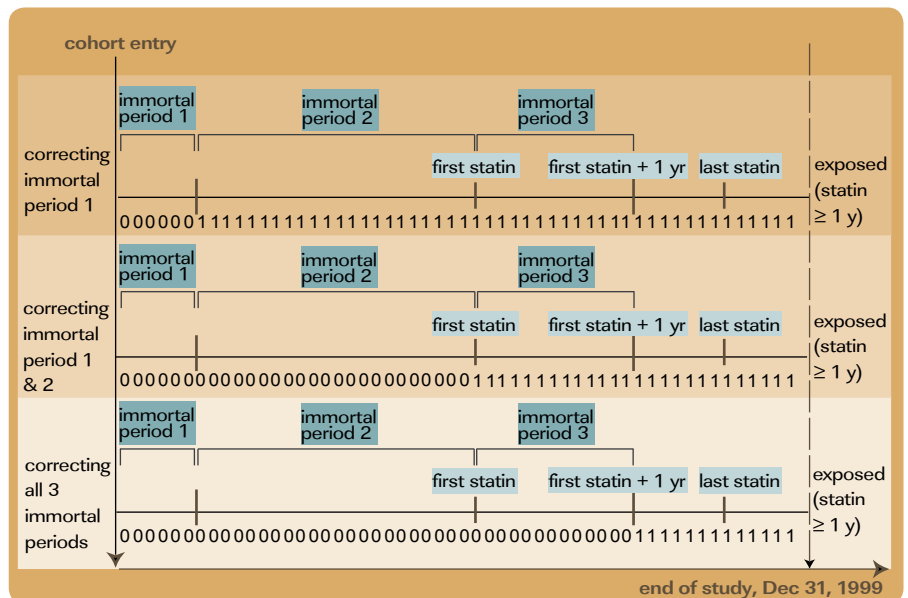 cohort entry
immortal
period 1
immortal
period 2
immortal
period 3
correcting
immortal
period 1
first statin
first statin + 1 yr
last statin
exposed
(statin
≥ 1 y)
00000011111111111111111111111111111111111111111111111
immortal
period 1
immortal
period 2
immortal
period 3
correcting
immortal
period 1
& 2
first statin
first statin + 1 yr
last statin
exposed
(statin
≥ 1 y)
00000000000000000000000000001111111111111111111111111
immortal
period 1
immortal
period 2
immortal
period 3
correcting
all 3
immortal
periods
first statin
first statin + 1 yr
last statin
exposed
(statin
≥ 1 y)
00000000000000000000000000000000000000001111111111111
end of study, Dec 31, 1999